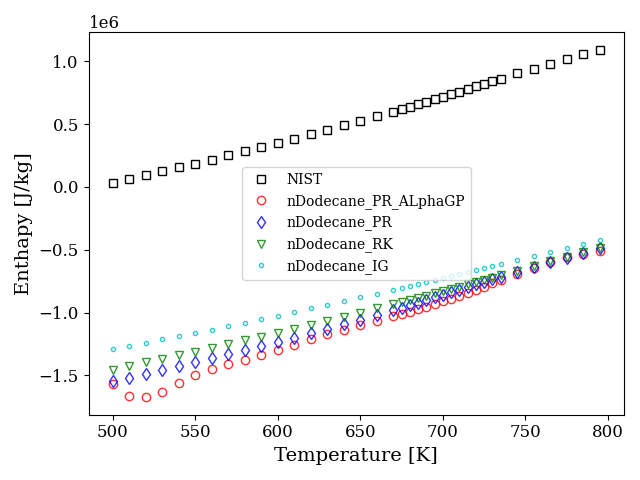 1e6
1.0
0.5
0.0
−0.5
−1.0
−1.5
Enthapy [J/kg]
NIST
nDodecane_PR_ALphaGP
nDodecane_PR
nDodecane_RK
nDodecane_IG
500 550 600 650 700 750 800
Temperature [K]